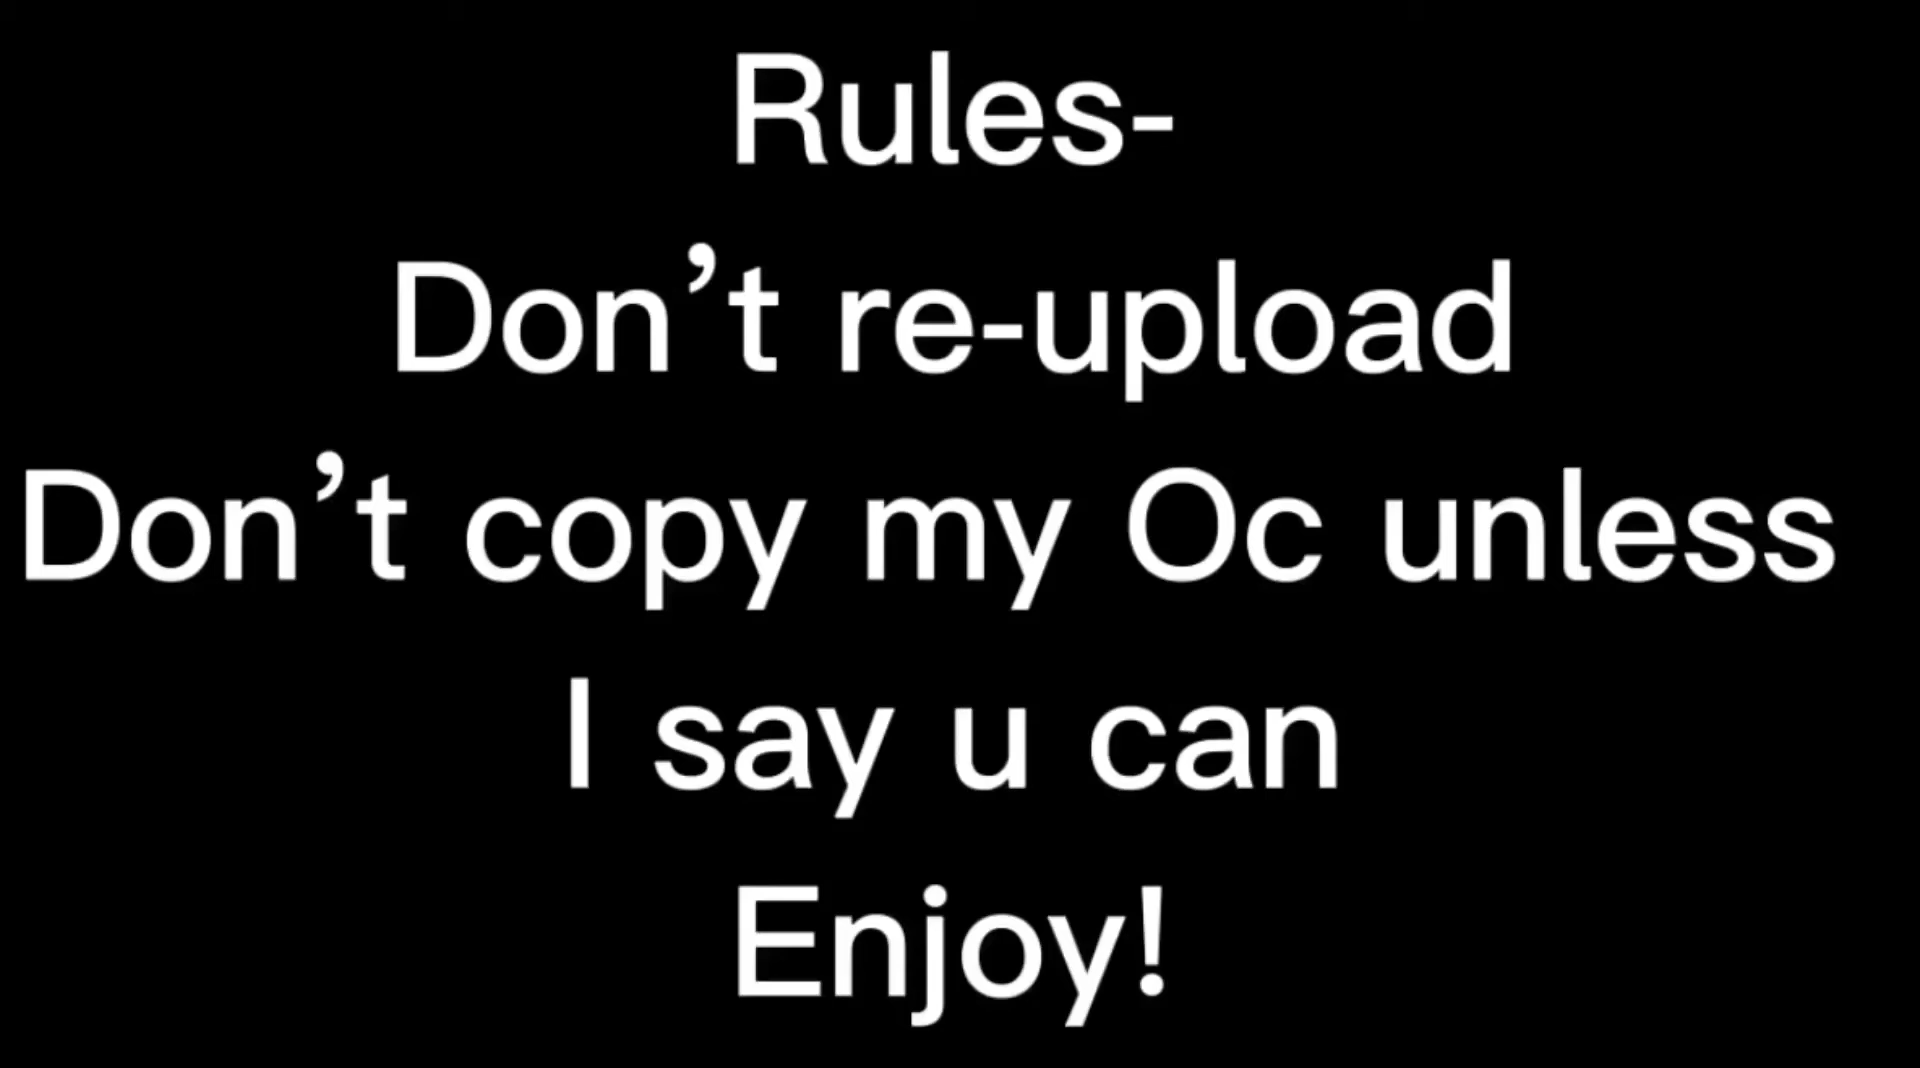 Rules-
Don’t re-upload
Don’t copy my Oc unless
I say u can
Enjoy!